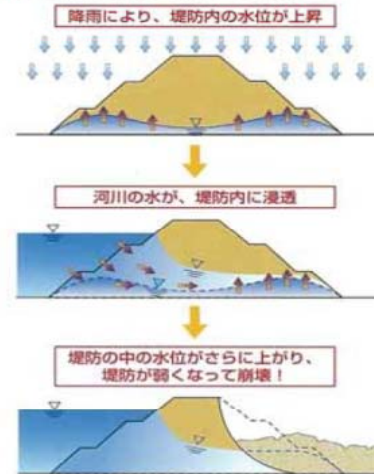 降雨により、堤防内の水位が上昇
河川の水が、堤防内に浸透
堤防の中の水位がさらに上がり、
堤防が弱くなって崩壊！